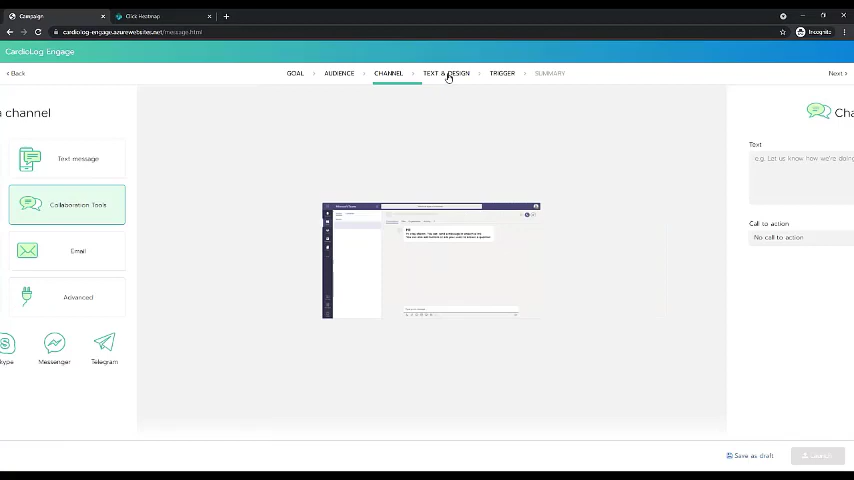 Campaign
Click Heatmap
cardiolog-engage.azurewebsites.net/message.html
Incognito
CardioLog Engage
Back
GOAL
AUDIENCE
CHANNEL
TEXT & DESIGN
TRIGGER
SUMMARY
Next
a channel
Text message
Collaboration Tools
Email
Advanced
kype
Messenger
Telegram
Cha
Text
e.g. Let us know how we're doing
Call to action
No call to action
Save as draft
Launch